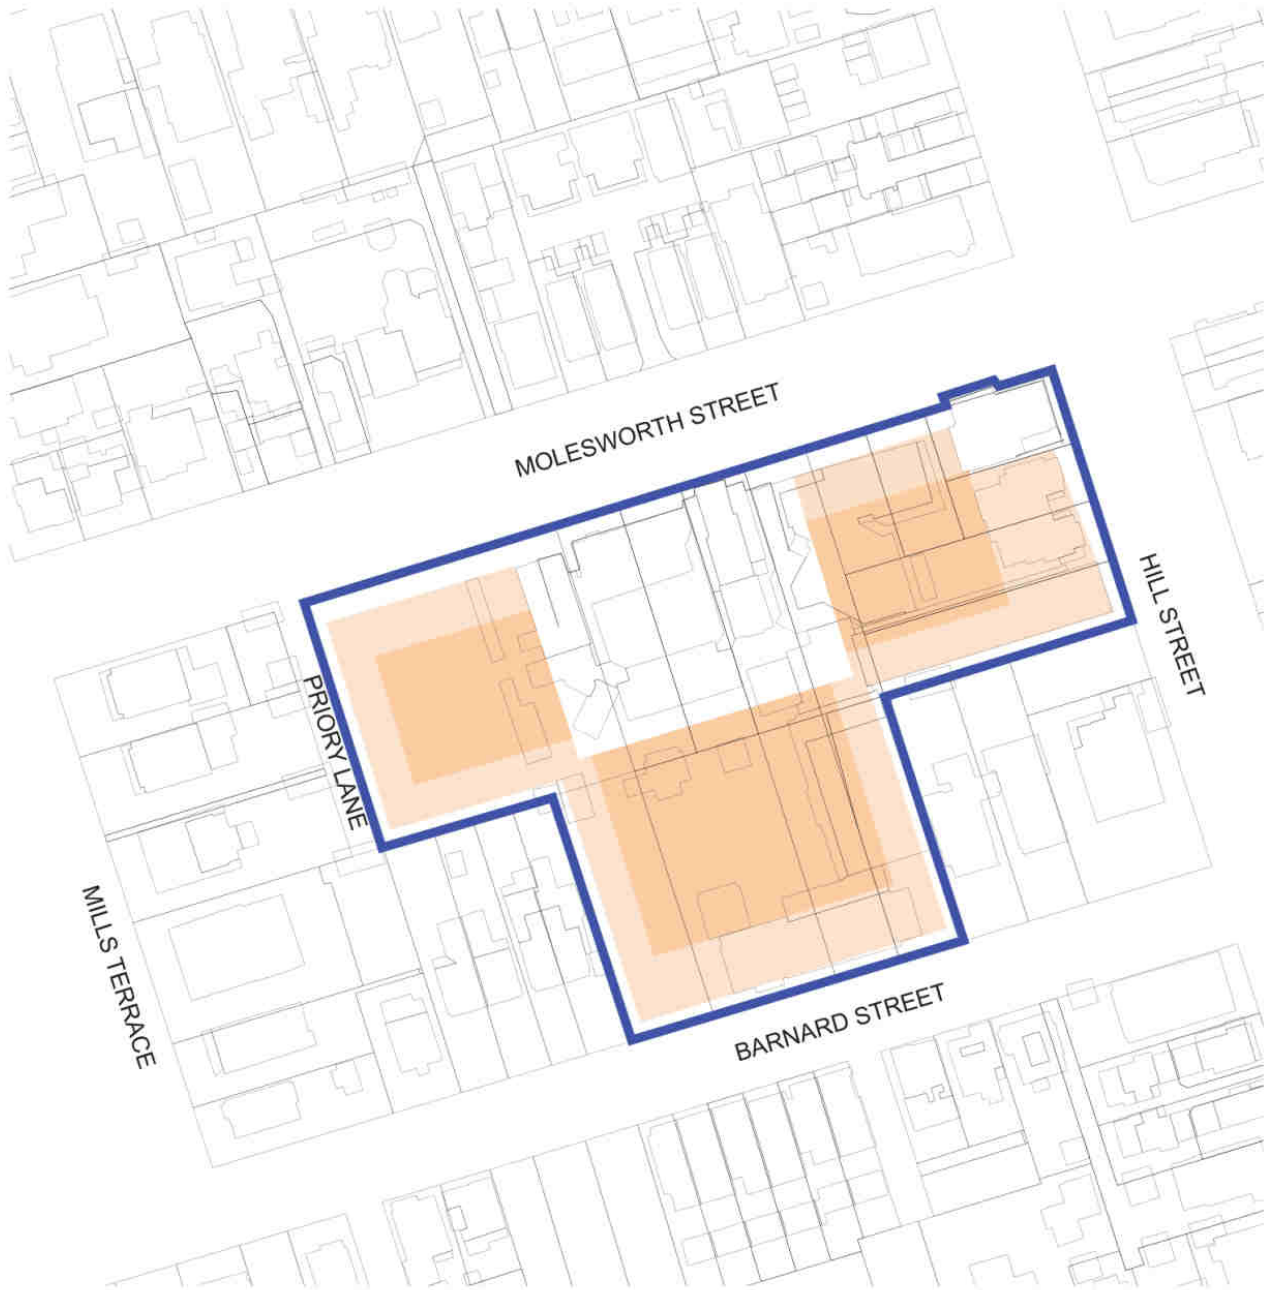 MOLESWORTH STREET
HILL STREET
PRIORY LANE
MILLS TERRACE
BARNARD STREET